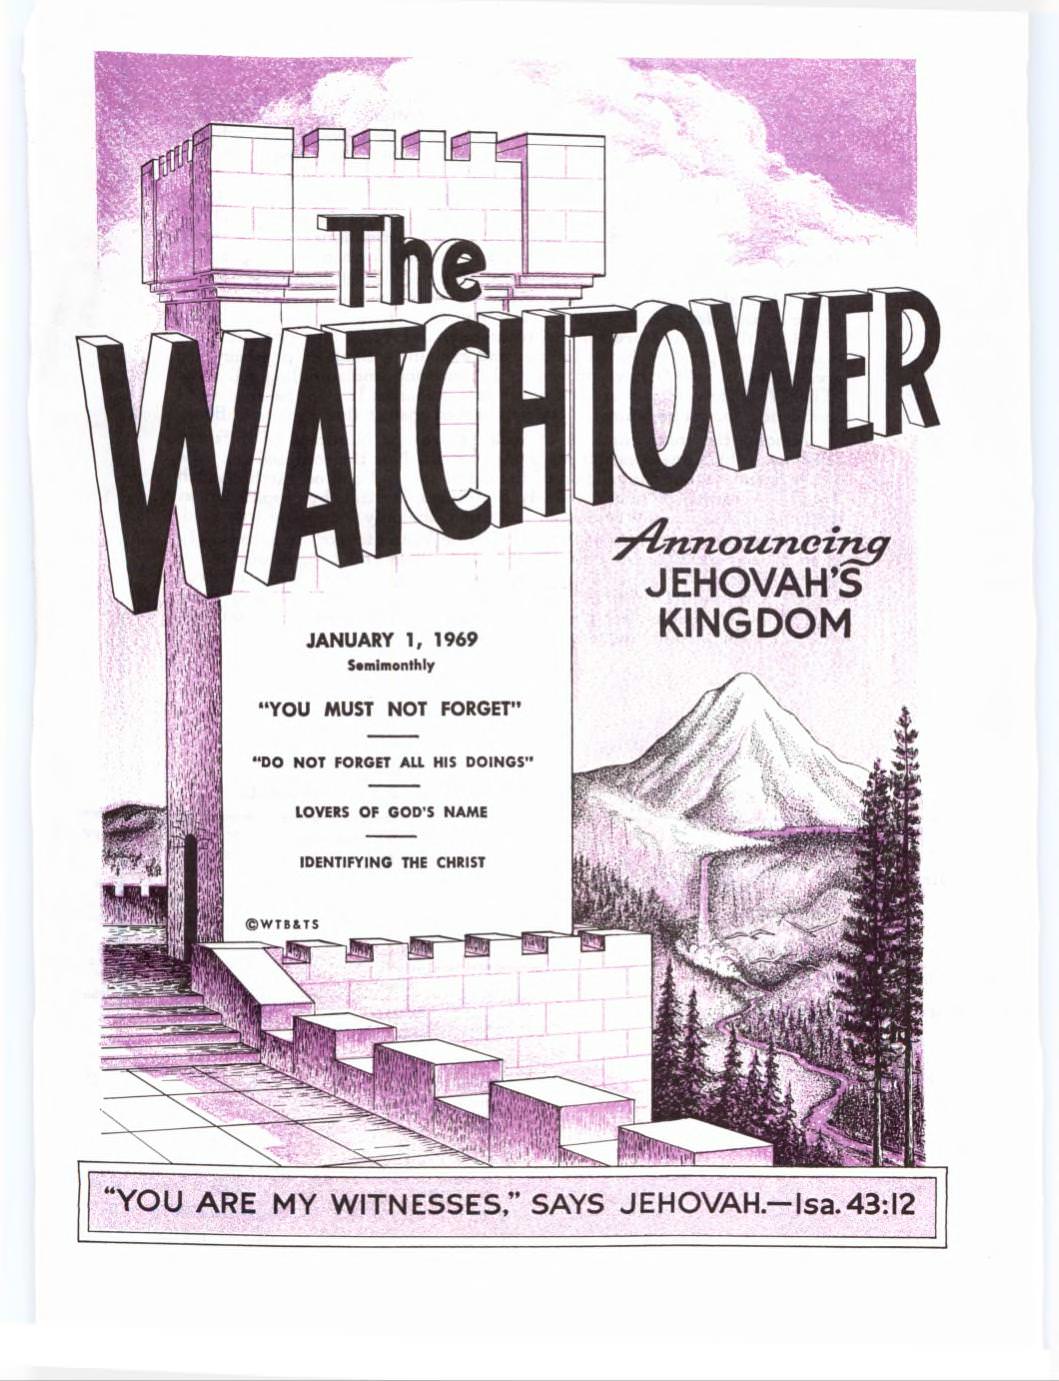 The
WATCHTOWER
Announcing
JEHOVAH'S
KINGDOM
JANUARY 1, 1969
Semimonthly
"YOU MUST NOT FORGET"
"DO NOT FORGET ALL HIS DOINGS"
LOVERS OF GOD'S NAME
IDENTIFYING THE CHRIST
©WTB&TS
"YOU ARE MY WITNESSES," SAYS JEHOVAH.—Isa. 43:12